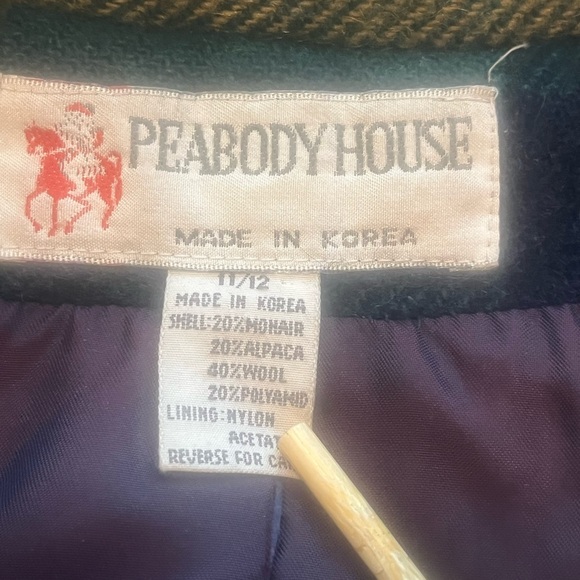 PEABODY HOUSE
MADE IN KOREA
11/12
MADE IN KOREA
SHELL:20%MOHAIR
20%ALPACA
40%WOOL
20%POLYAMID
LINING:NYLON
ACETAT
REVERSE FOR CA